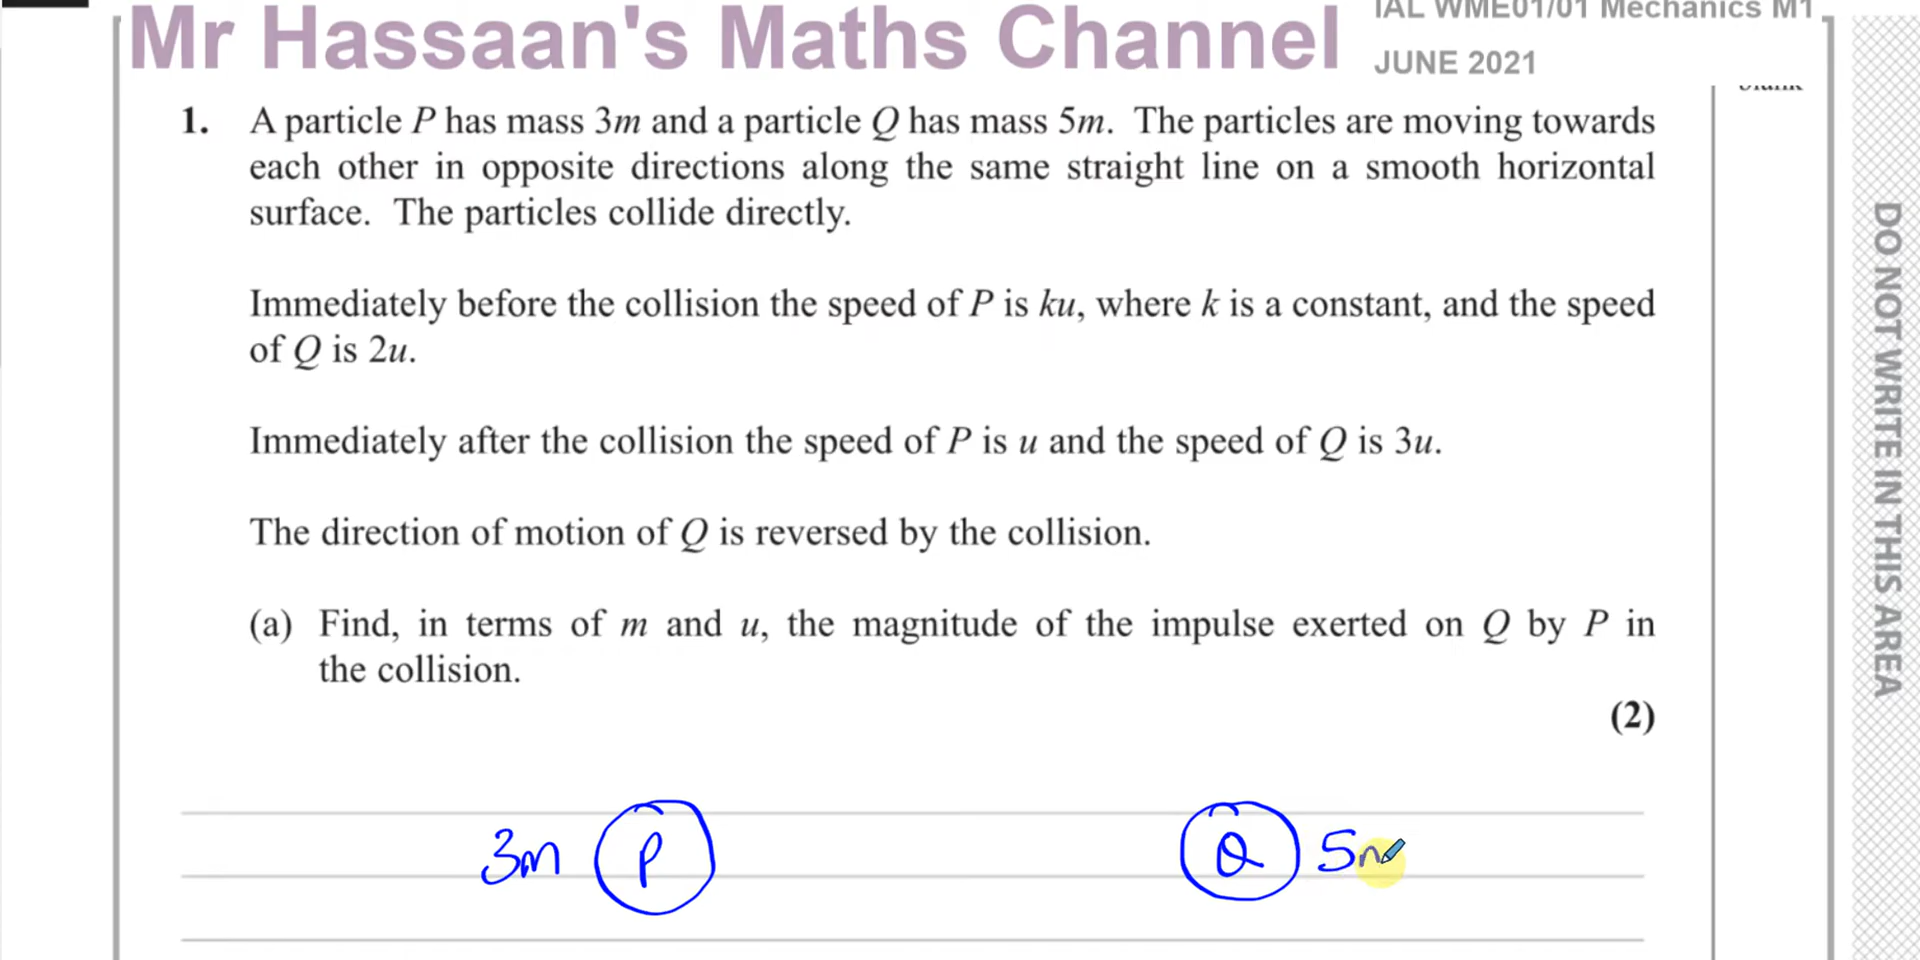 Mr Hassaan's Maths Channel
IAL WME01/01 Mechanics M1
JUNE 2021
1. A particle P has mass 3m and a particle Q has mass 5m. The particles are moving towards
each other in opposite directions along the same straight line on a smooth horizontal
surface. The particles collide directly.
Immediately before the collision the speed of P is ku, where k is a constant, and the speed
of Q is 2u.
Immediately after the collision the speed of P is u and the speed of Q is 3u.
The direction of motion of Q is reversed by the collision.
(a) Find, in terms of m and u, the magnitude of the impulse exerted on Q by P in
the collision.
(2)
3m P Q 5m
DO NOT WRITE IN THIS AREA